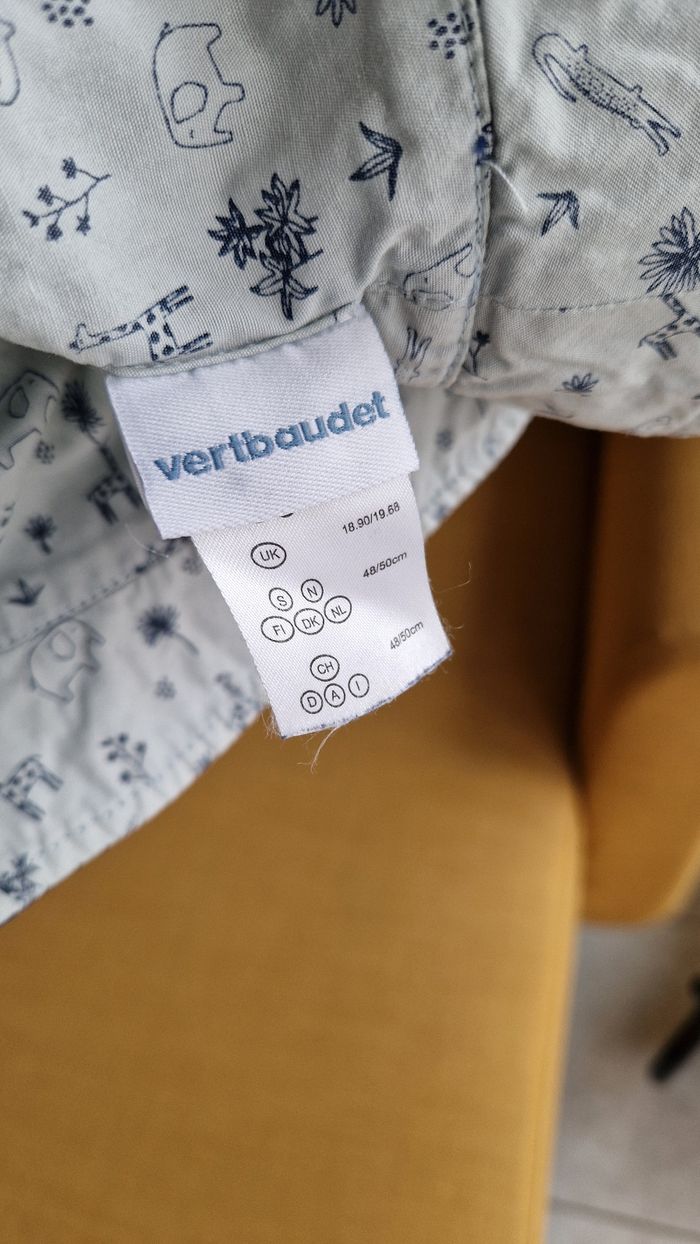 vertbaudet
18.90/19.68
UK
48/50cm
S N
FI DK NL
48/50cm
CH
D A I